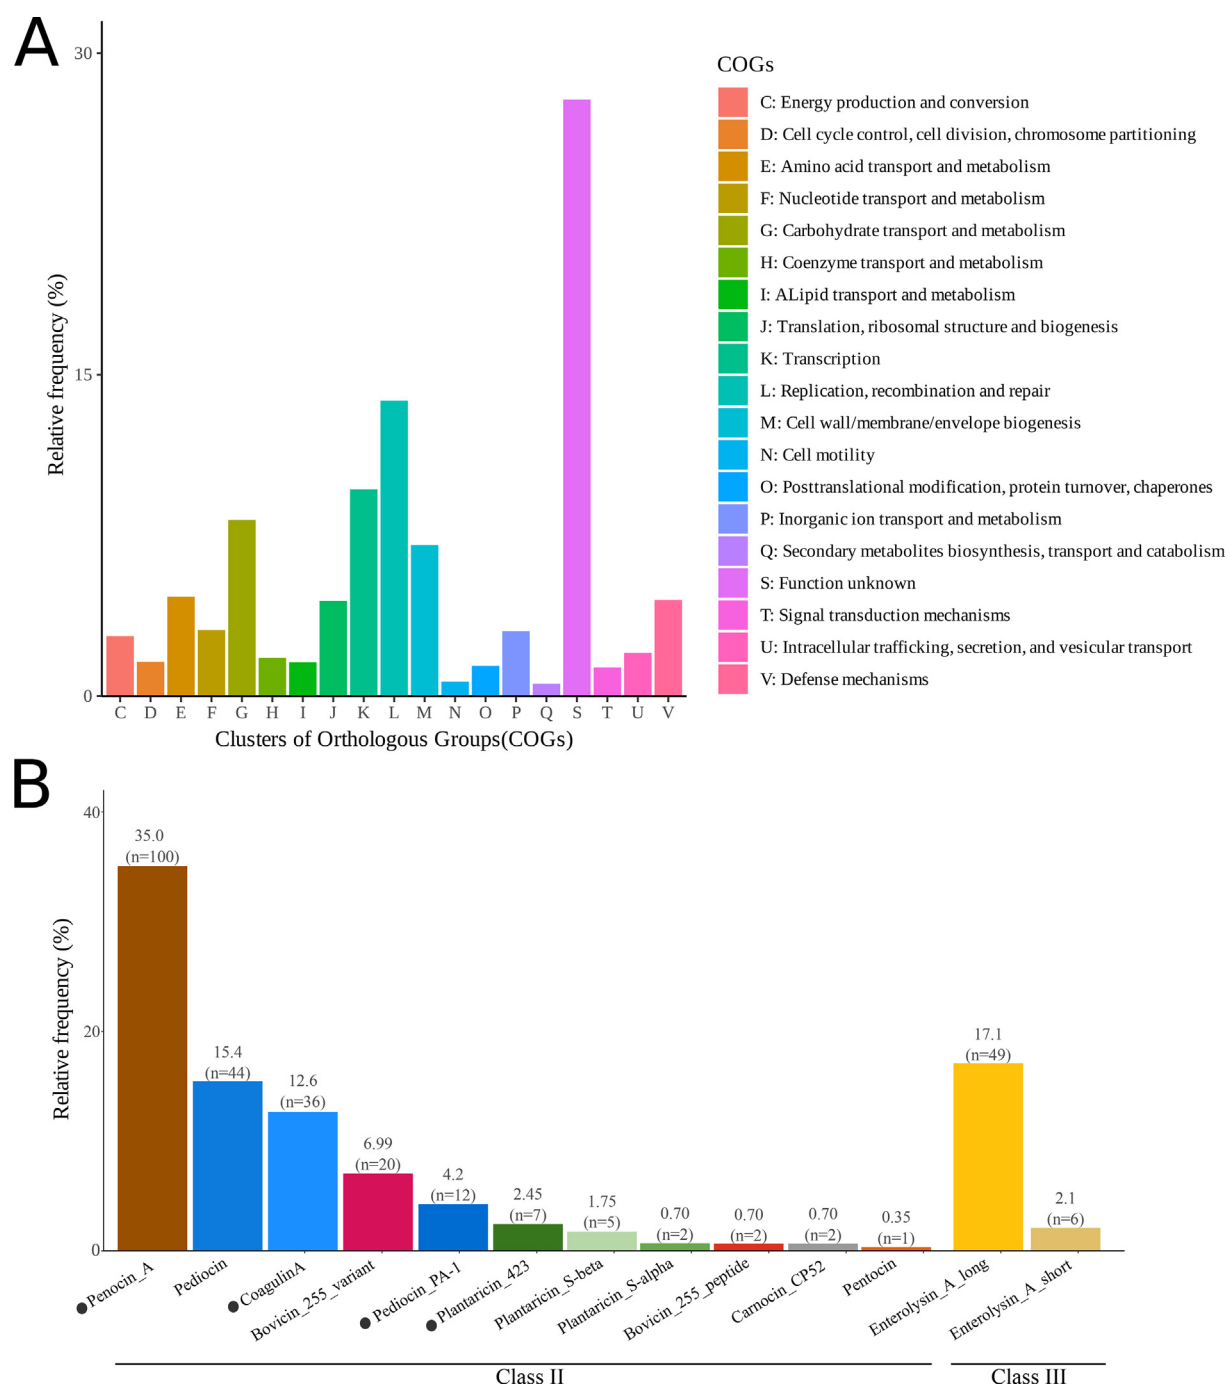 A
30
15
0
Relative frequency (%)
C D E F G H I J K L M N O P Q S T U V
Clusters of Orthologous Groups(COGs)
COGs
C: Energy production and conversion
D: Cell cycle control, cell division, chromosome partitioning
E: Amino acid transport and metabolism
F: Nucleotide transport and metabolism
G: Carbohydrate transport and metabolism
H: Coenzyme transport and metabolism
I: ALipid transport and metabolism
J: Translation, ribosomal structure and biogenesis
K: Transcription
L: Replication, recombination and repair
M: Cell wall/membrane/envelope biogenesis
N: Cell motility
O: Posttranslational modification, protein turnover, chaperones
P: Inorganic ion transport and metabolism
Q: Secondary metabolites biosynthesis, transport and catabolism
S: Function unknown
T: Signal transduction mechanisms
U: Intracellular trafficking, secretion, and vesicular transport
V: Defense mechanisms
B
40
20
0
Relative frequency (%)
35.0
(n=100)
15.4
(n=44)
12.6
(n=36)
6.99
(n=20)
4.2
(n=12)
2.45
(n=7)
1.75
(n=5)
0.70
(n=2)
0.70
(n=2)
0.70
(n=2)
0.35
(n=1)
17.1
(n=49)
2.1
(n=6)
Penocin_A
Pediocin
CoagulinA
Bovicin_255_variant
Pediocin_PA-1
Plantaricin_423
Plantaricin_S-beta
Plantaricin_S-alpha
Bovicin_255_peptide
Carnocin_CP52
Pentocin
Enterolysin_A_long
Enterolysin_A_short
Class II
Class III